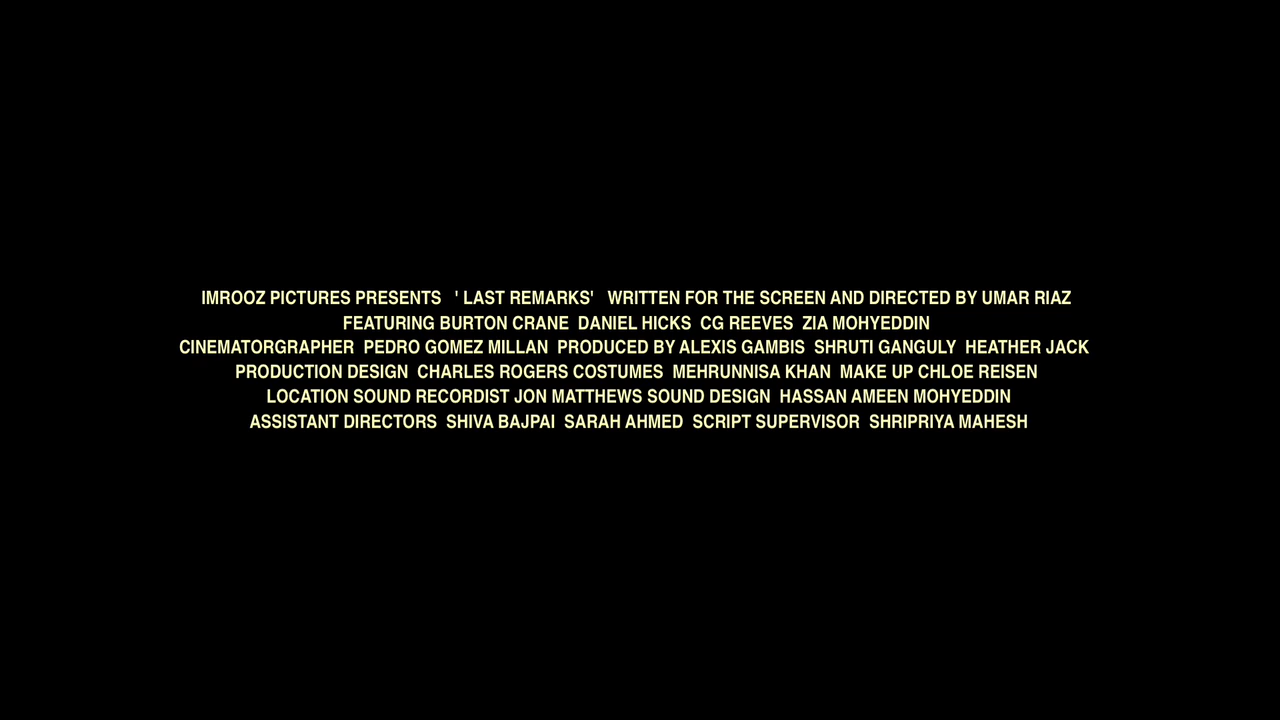 IMROOZ PICTURES PRESENTS ' LAST REMARKS' WRITTEN FOR THE SCREEN AND DIRECTED BY UMAR RIAZ
FEATURING BURTON CRANE DANIEL HICKS CG REEVES ZIA MOHYEDDIN
CINEMATORGRAPHER PEDRO GOMEZ MILLAN PRODUCED BY ALEXIS GAMBIS SHRUTI GANGULY HEATHER JACK
PRODUCTION DESIGN CHARLES ROGERS COSTUMES MEHRUNNISA KHAN MAKE UP CHLOE REISEN
LOCATION SOUND RECORDIST JON MATTHEWS SOUND DESIGN HASSAN AMEEN MOHYEDDIN
ASSISTANT DIRECTORS SHIVA BAJPAI SARAH AHMED SCRIPT SUPERVISOR SHRIPRIYA MAHESH